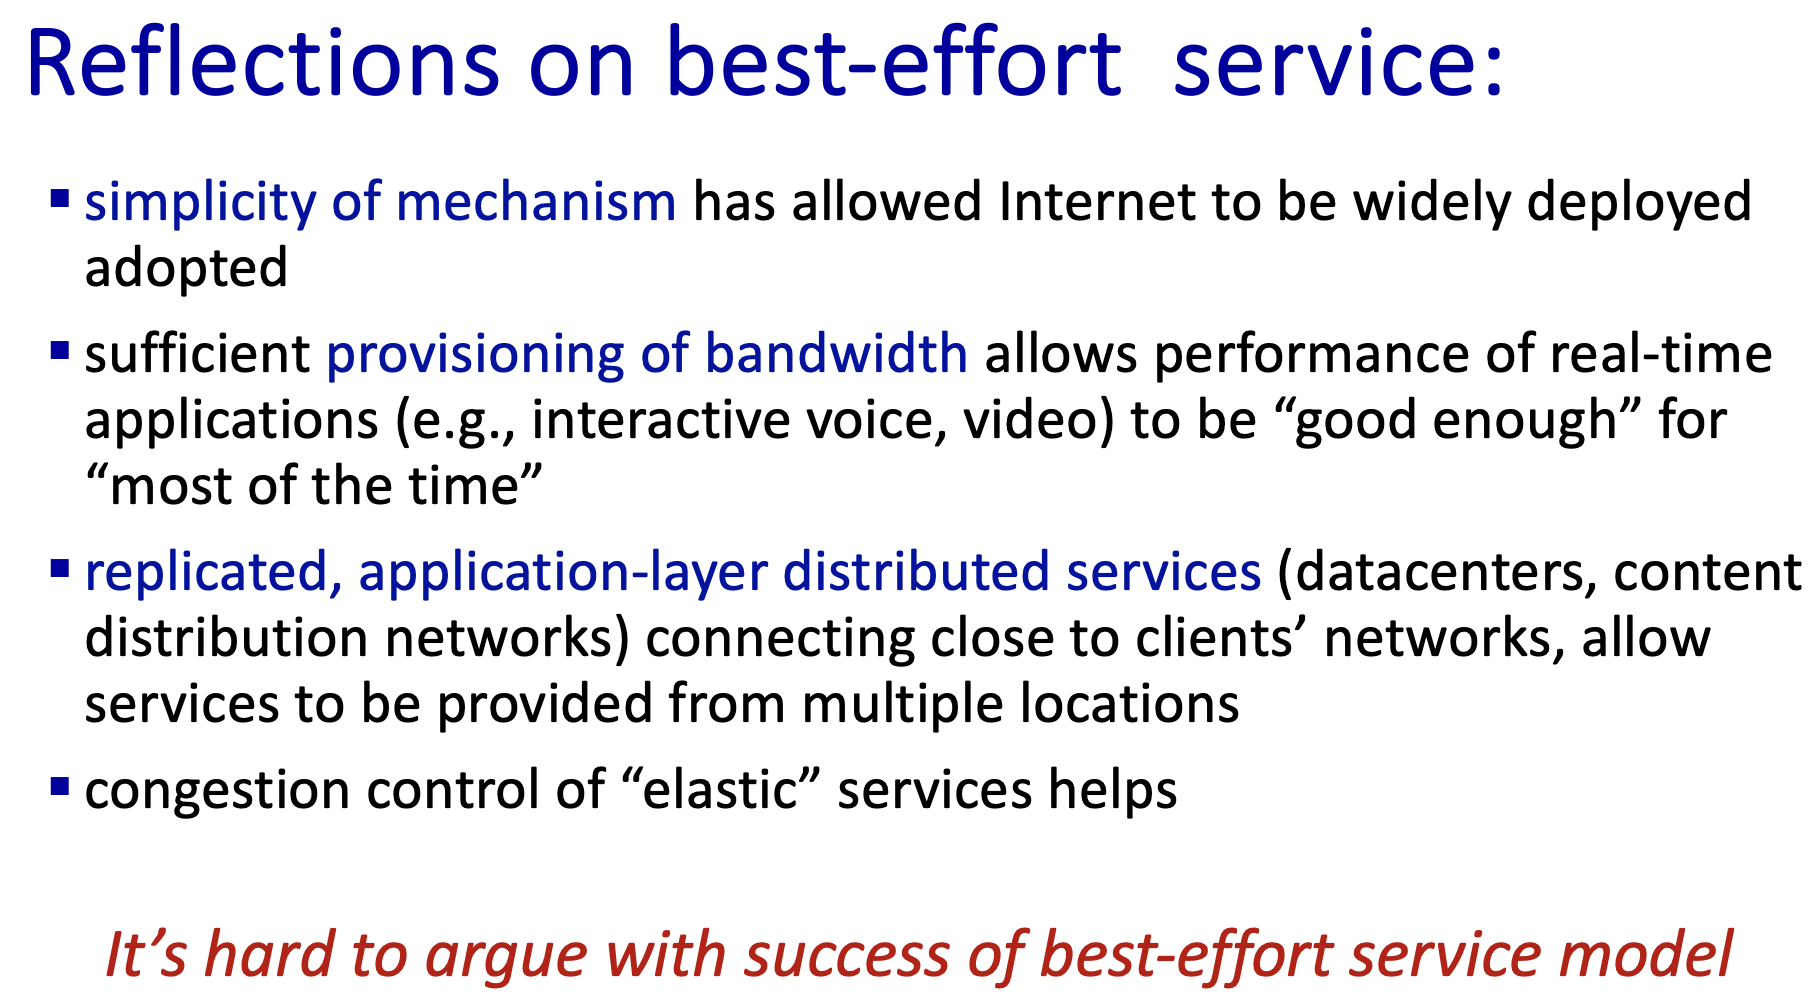 Reflections on best-effort service:
▪ simplicity of mechanism has allowed Internet to be widely deployed
adopted
▪ sufficient provisioning of bandwidth allows performance of real-time
applications (e.g., interactive voice, video) to be “good enough” for
“most of the time”
▪ replicated, application-layer distributed services (datacenters, content
distribution networks) connecting close to clients’ networks, allow
services to be provided from multiple locations
▪ congestion control of “elastic” services helps
It’s hard to argue with success of best-effort service model